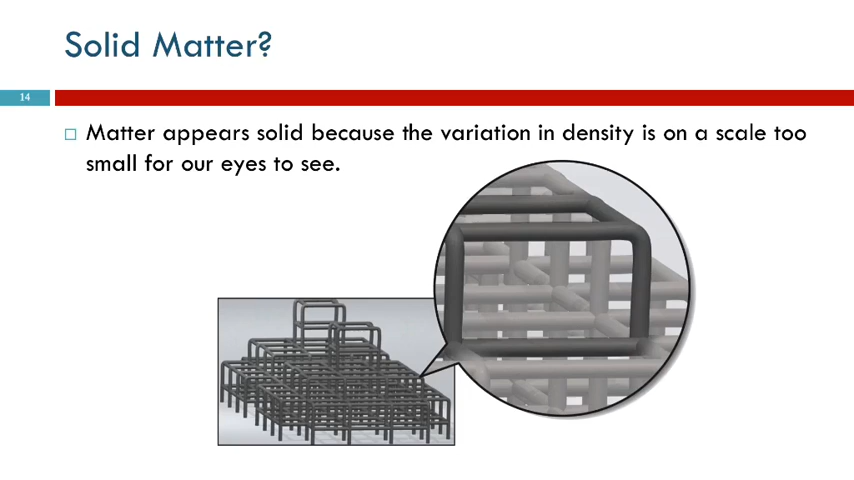 Solid Matter?
14
Matter appears solid because the variation in density is on a scale too
small for our eyes to see.